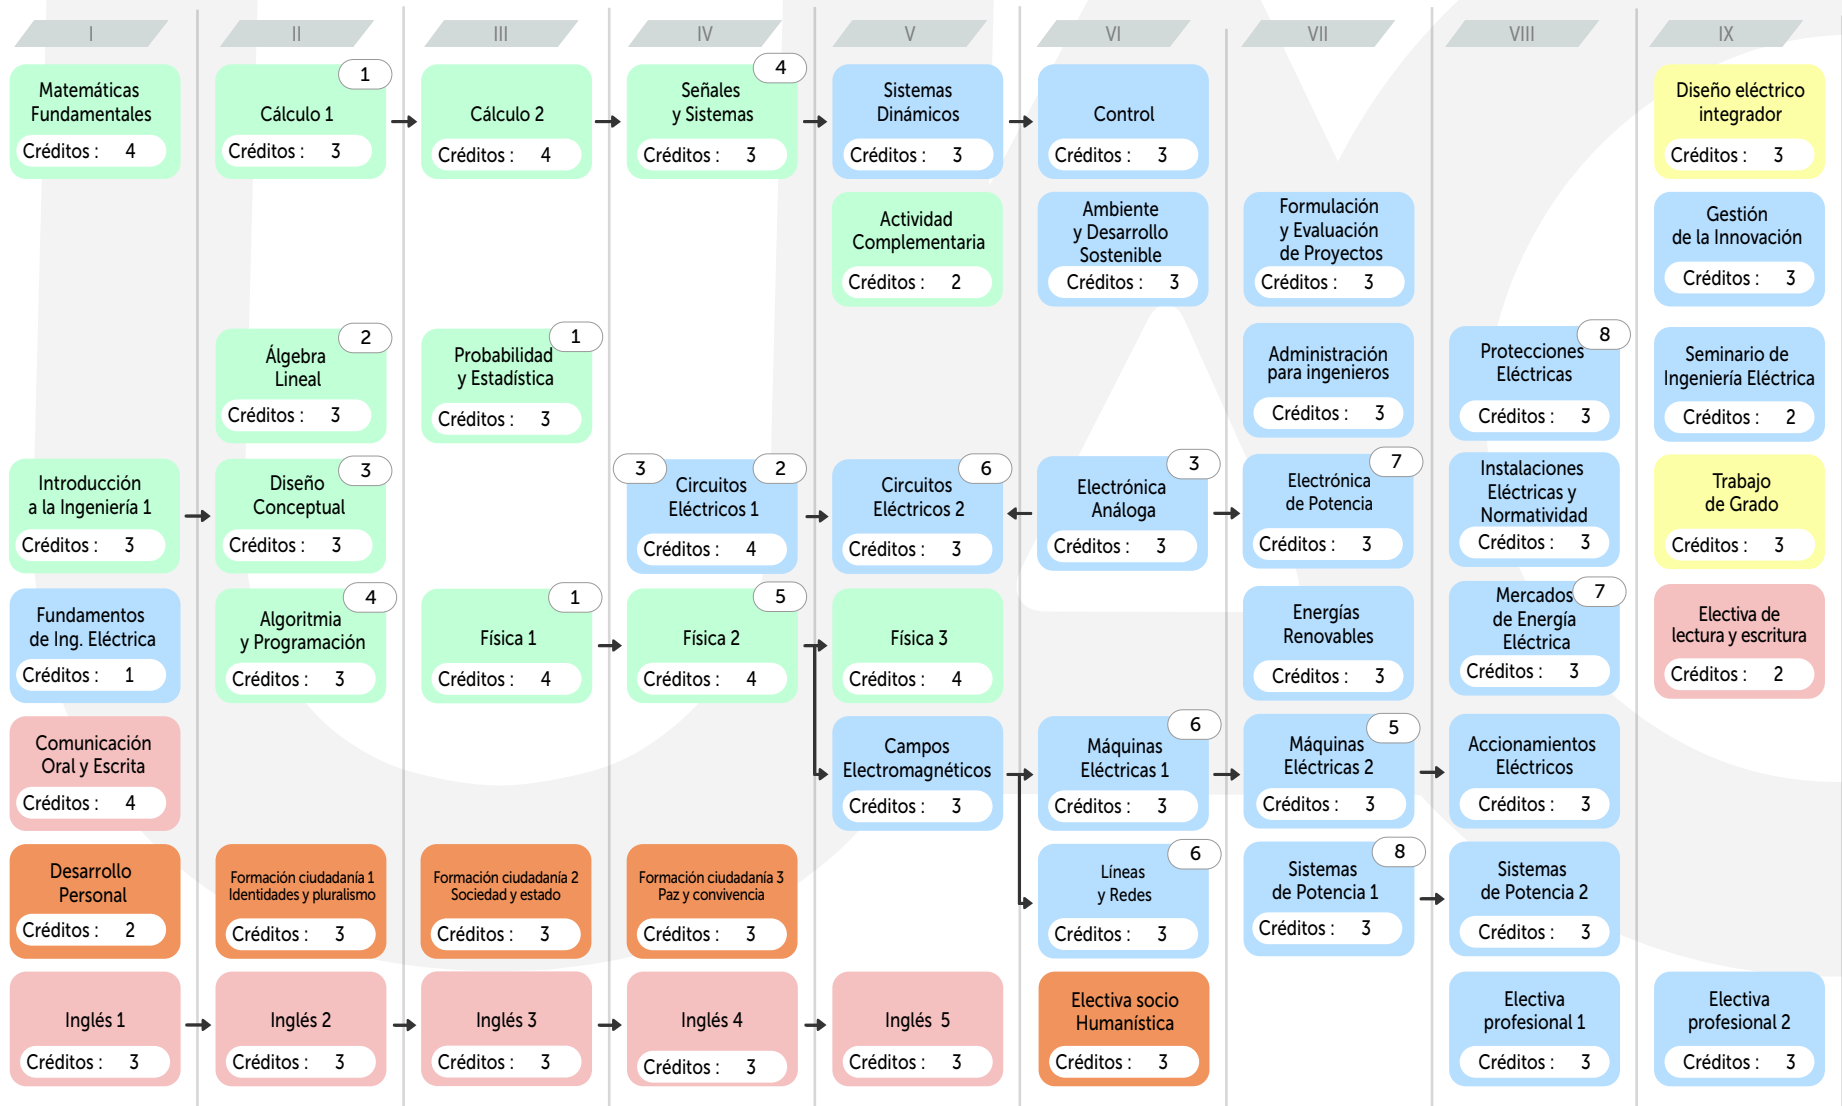 I
II
III
IV
V
VI
VII
VIII
IX
Matemáticas
Fundamentales
Créditos : 4
1
Cálculo 1
Créditos : 3
Cálculo 2
Créditos : 4
4
Señales
y Sistemas
Créditos : 3
Sistemas
Dinámicos
Créditos : 3
Control
Créditos : 3
Diseño eléctrico
integrador
Créditos : 3
Actividad
Complementaria
Créditos : 2
Ambiente
y Desarrollo
Sostenible
Créditos : 3
Formulación
y Evaluación
de Proyectos
Créditos : 3
Gestión
de la Innovación
Créditos : 3
2
Álgebra
Lineal
Créditos : 3
1
Probabilidad
y Estadística
Créditos : 3
Administración
para ingenieros
Créditos : 3
8
Protecciones
Eléctricas
Créditos : 3
Seminario de
Ingeniería Eléctrica
Créditos : 2
Introducción
a la Ingeniería 1
Créditos : 3
3
Diseño
Conceptual
Créditos : 3
3
2
Circuitos
Eléctricos 1
Créditos : 4
6
Circuitos
Eléctricos 2
Créditos : 3
3
Electrónica
Análoga
Créditos : 3
7
Electrónica
de Potencia
Créditos : 3
Instalaciones
Eléctricas y
Normatividad
Créditos : 3
Trabajo
de Grado
Créditos : 3
Fundamentos
de Ing. Eléctrica
Créditos : 1
4
Algoritmia
y Programación
Créditos : 3
1
Física 1
Créditos : 4
5
Física 2
Créditos : 4
Física 3
Créditos : 4
Energías
Renovables
Créditos : 3
7
Mercados
de Energía
Eléctrica
Créditos : 3
Electiva de
lectura y escritura
Créditos : 2
Comunicación
Oral y Escrita
Créditos : 4
Campos
Electromagnéticos
Créditos : 3
6
Máquinas
Eléctricas 1
Créditos : 3
5
Máquinas
Eléctricas 2
Créditos : 3
Accionamientos
Eléctricos
Créditos : 3
Desarrollo
Personal
Créditos : 2
Formación ciudadanía 1
Identidades y pluralismo
Créditos : 3
Formación ciudadanía 2
Sociedad y estado
Créditos : 3
Formación ciudadanía 3
Paz y convivencia
Créditos : 3
6
Líneas
y Redes
Créditos : 3
8
Sistemas
de Potencia 1
Créditos : 3
Sistemas
de Potencia 2
Créditos : 3
Inglés 1
Créditos : 3
Inglés 2
Créditos : 3
Inglés 3
Créditos : 3
Inglés 4
Créditos : 3
Inglés 5
Créditos : 3
Electiva socio
Humanística
Créditos : 3
Electiva
profesional 1
Créditos : 3
Electiva
profesional 2
Créditos : 3